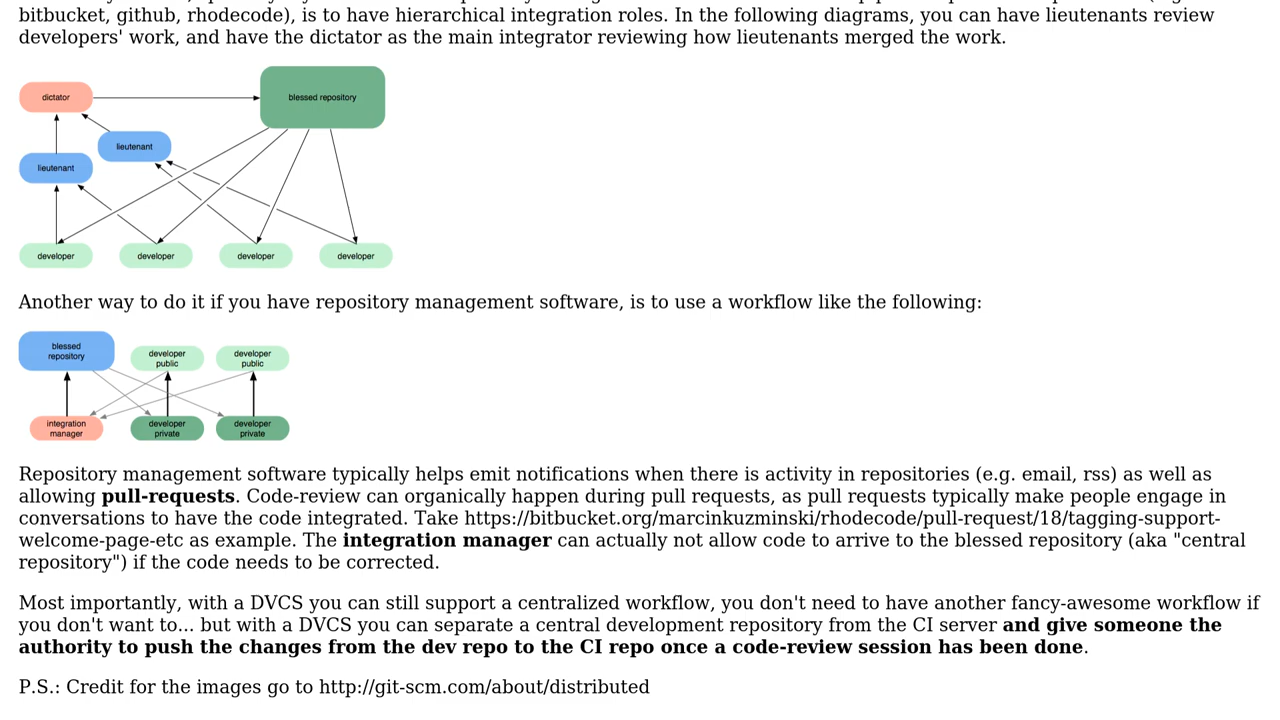 bitbucket, github, rhodecode), is to have hierarchical integration roles. In the following diagrams, you can have lieutenants review
developers' work, and have the dictator as the main integrator reviewing how lieutenants merged the work.
dictator
blessed repository
lieutenant
lieutenant
developer
developer
developer
developer
Another way to do it if you have repository management software, is to use a workflow like the following:
blessed
repository
developer
public
developer
public
integration
manager
developer
private
developer
private
Repository management software typically helps emit notifications when there is activity in repositories (e.g. email, rss) as well as
allowing pull-requests. Code-review can organically happen during pull requests, as pull requests typically make people engage in
conversations to have the code integrated. Take https://bitbucket.org/marcinkuzminski/rhodecode/pull-request/18/tagging-support-
welcome-page-etc as example. The integration manager can actually not allow code to arrive to the blessed repository (aka "central
repository") if the code needs to be corrected.
Most importantly, with a DVCS you can still support a centralized workflow, you don't need to have another fancy-awesome workflow if
you don't want to... but with a DVCS you can separate a central development repository from the CI server and give someone the
authority to push the changes from the dev repo to the CI repo once a code-review session has been done.
P.S.: Credit for the images go to http://git-scm.com/about/distributed